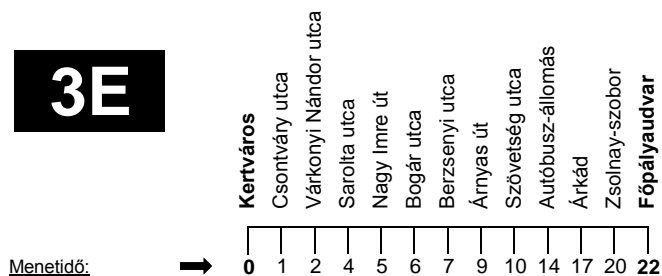 3E
Kertváros
Csontváry utca
Várkonyi Nándor utca
Sarolta utca
Nagy Imre út
Bogár utca
Berzsenyi utca
Árnyas út
Szövetség utca
Autóbusz-állomás
Árkád
Zsolnay-szobor
Főpályaudvar
Menetidő: 0 1 2 4 5 6 7 9 10 14 17 20 22